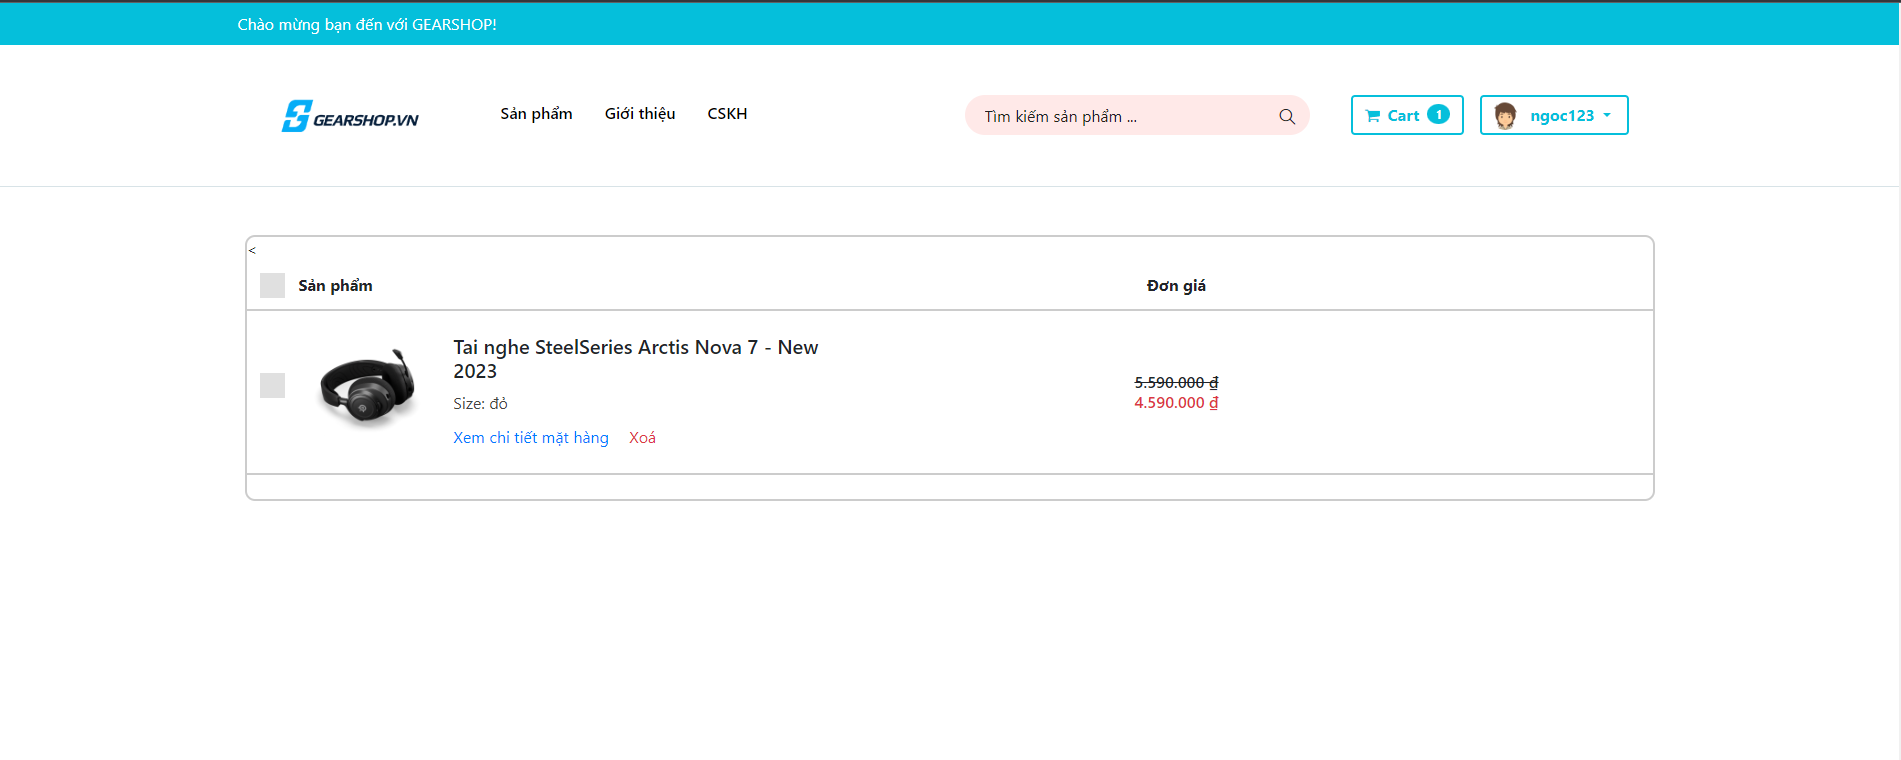 Chào mừng bạn đến với GEARSHOP!
GEARSHOP.VN
Sản phẩm
Giới thiệu
CSKH
Tìm kiếm sản phẩm ...
Cart 1
ngoc123
<
Sản phẩm
Đơn giá
Tai nghe SteelSeries Arctis Nova 7 - New
2023
Size: đỏ
Xem chi tiết mặt hàng
Xoá
5.590.000 ₫
4.590.000 ₫